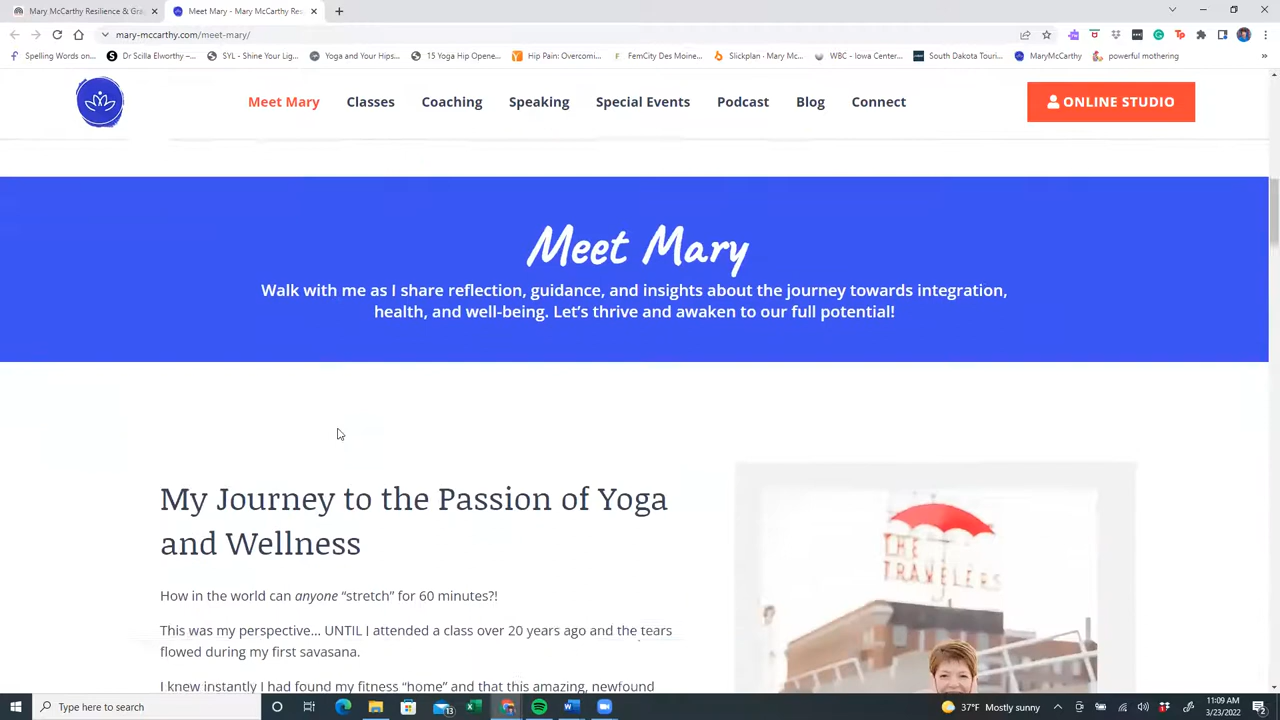 Mary McCarthy Resilience & Gra
Meet Mary - Mary McCarthy Resi
mary-mccarthy.com/meet-mary/
Spelling Words on...
Dr Scilla Elworthy —...
SYL - Shine Your Lig...
Yoga and Your Hips...
15 Yoga Hip Opene...
Hip Pain: Overcomi...
FemCity Des Moine...
Slickplan · Mary Mc...
WBC – Iowa Center...
South Dakota Touri...
MaryMcCarthy
powerful mothering
Meet Mary
Classes
Coaching
Speaking
Special Events
Podcast
Blog
Connect
ONLINE STUDIO
Meet Mary
Walk with me as I share reflection, guidance, and insights about the journey towards integration,
health, and well-being. Let's thrive and awaken to our full potential!
My Journey to the Passion of Yoga
and Wellness
How in the world can anyone “stretch” for 60 minutes?!
This was my perspective… UNTIL I attended a class over 20 years ago and the tears
flowed during my first savasana.
I knew instantly I had found my fitness “home” and that this amazing, newfound
THE
TRAVELERS
Type here to search
13
37°F Mostly sunny
11:09 AM
3/23/2022
2